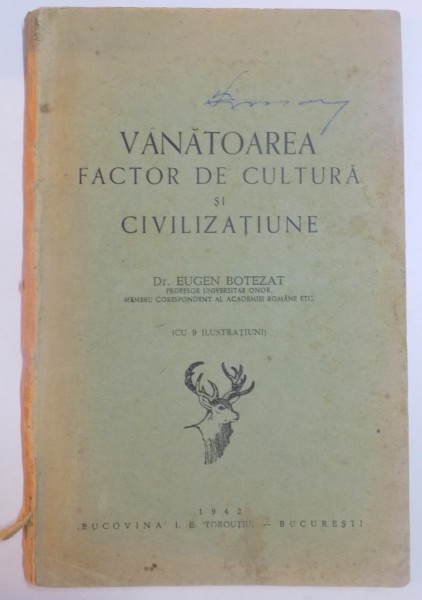 VÂNĂTOAREA
FACTOR DE CULTURĂ
ȘI
CIVILIZAȚIUNE
Dr. EUGEN BOTEZAT
PROFESOR UNIVERSITAR ONOR.
MEMBRU CORESPONDENT AL ACADEMIEI ROMÂNE ETC.
(CU 9 ILUSTRAȚIUNI)
1942
„BUCOVINA" I. E. TOROUȚIU — BUCUREȘTI